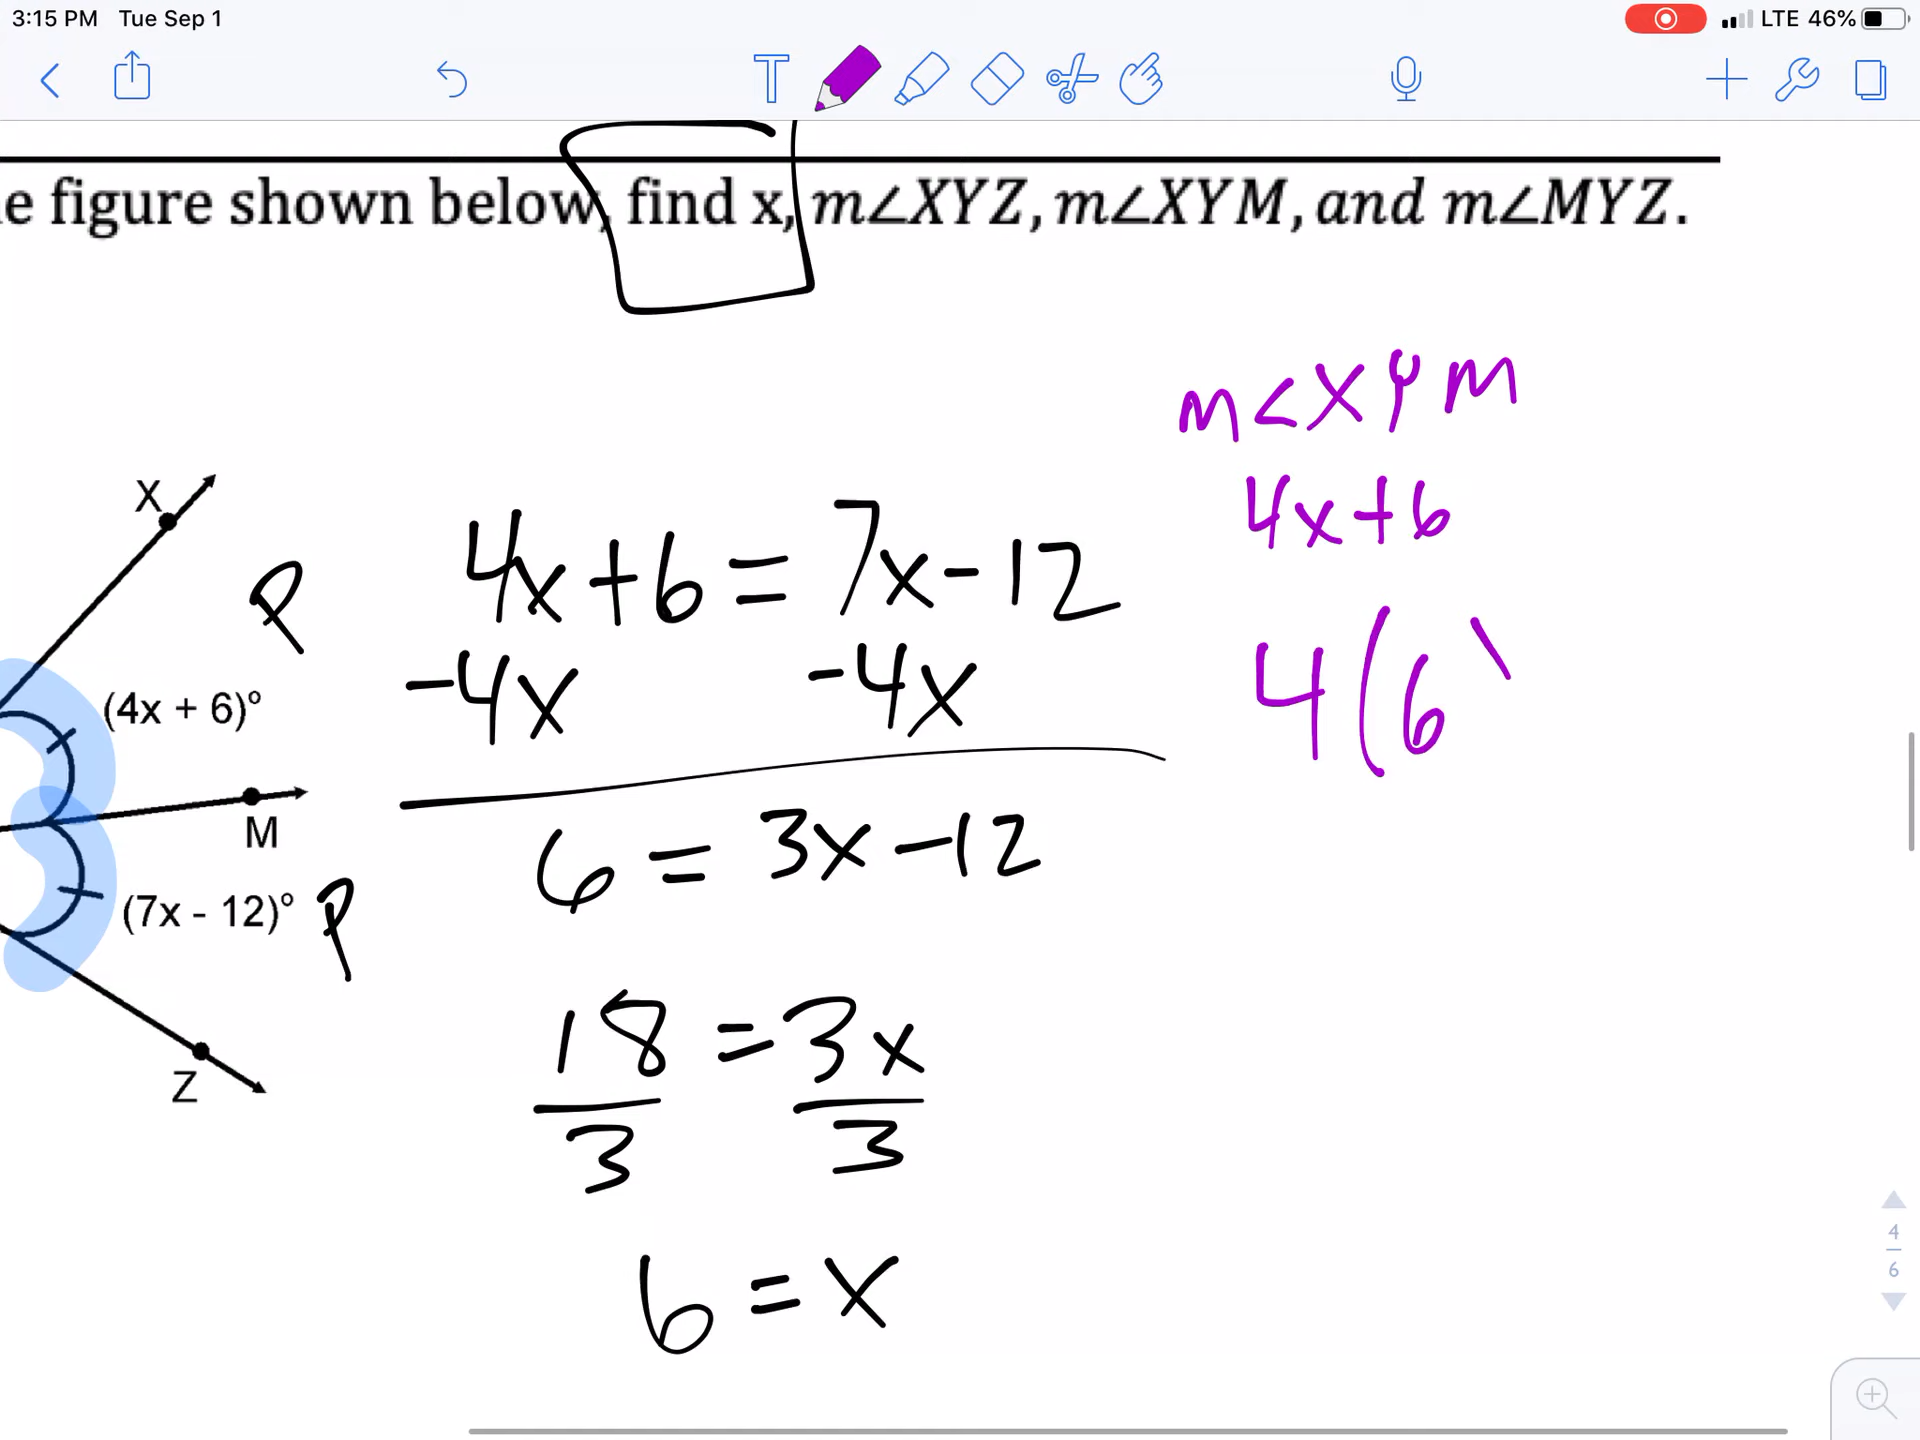 3:15 PM Tue Sep 1
LTE 46%
T
e figure shown below, find x, m∠XYZ, m∠XYM, and m∠MYZ.
m<XYM
4x+6
4(6)
X
(4x + 6)°
M
(7x - 12)°
Z
4x+6=7x-12
-4x -4x
6=3x-12
18=3x
3 3
6=x
4
6